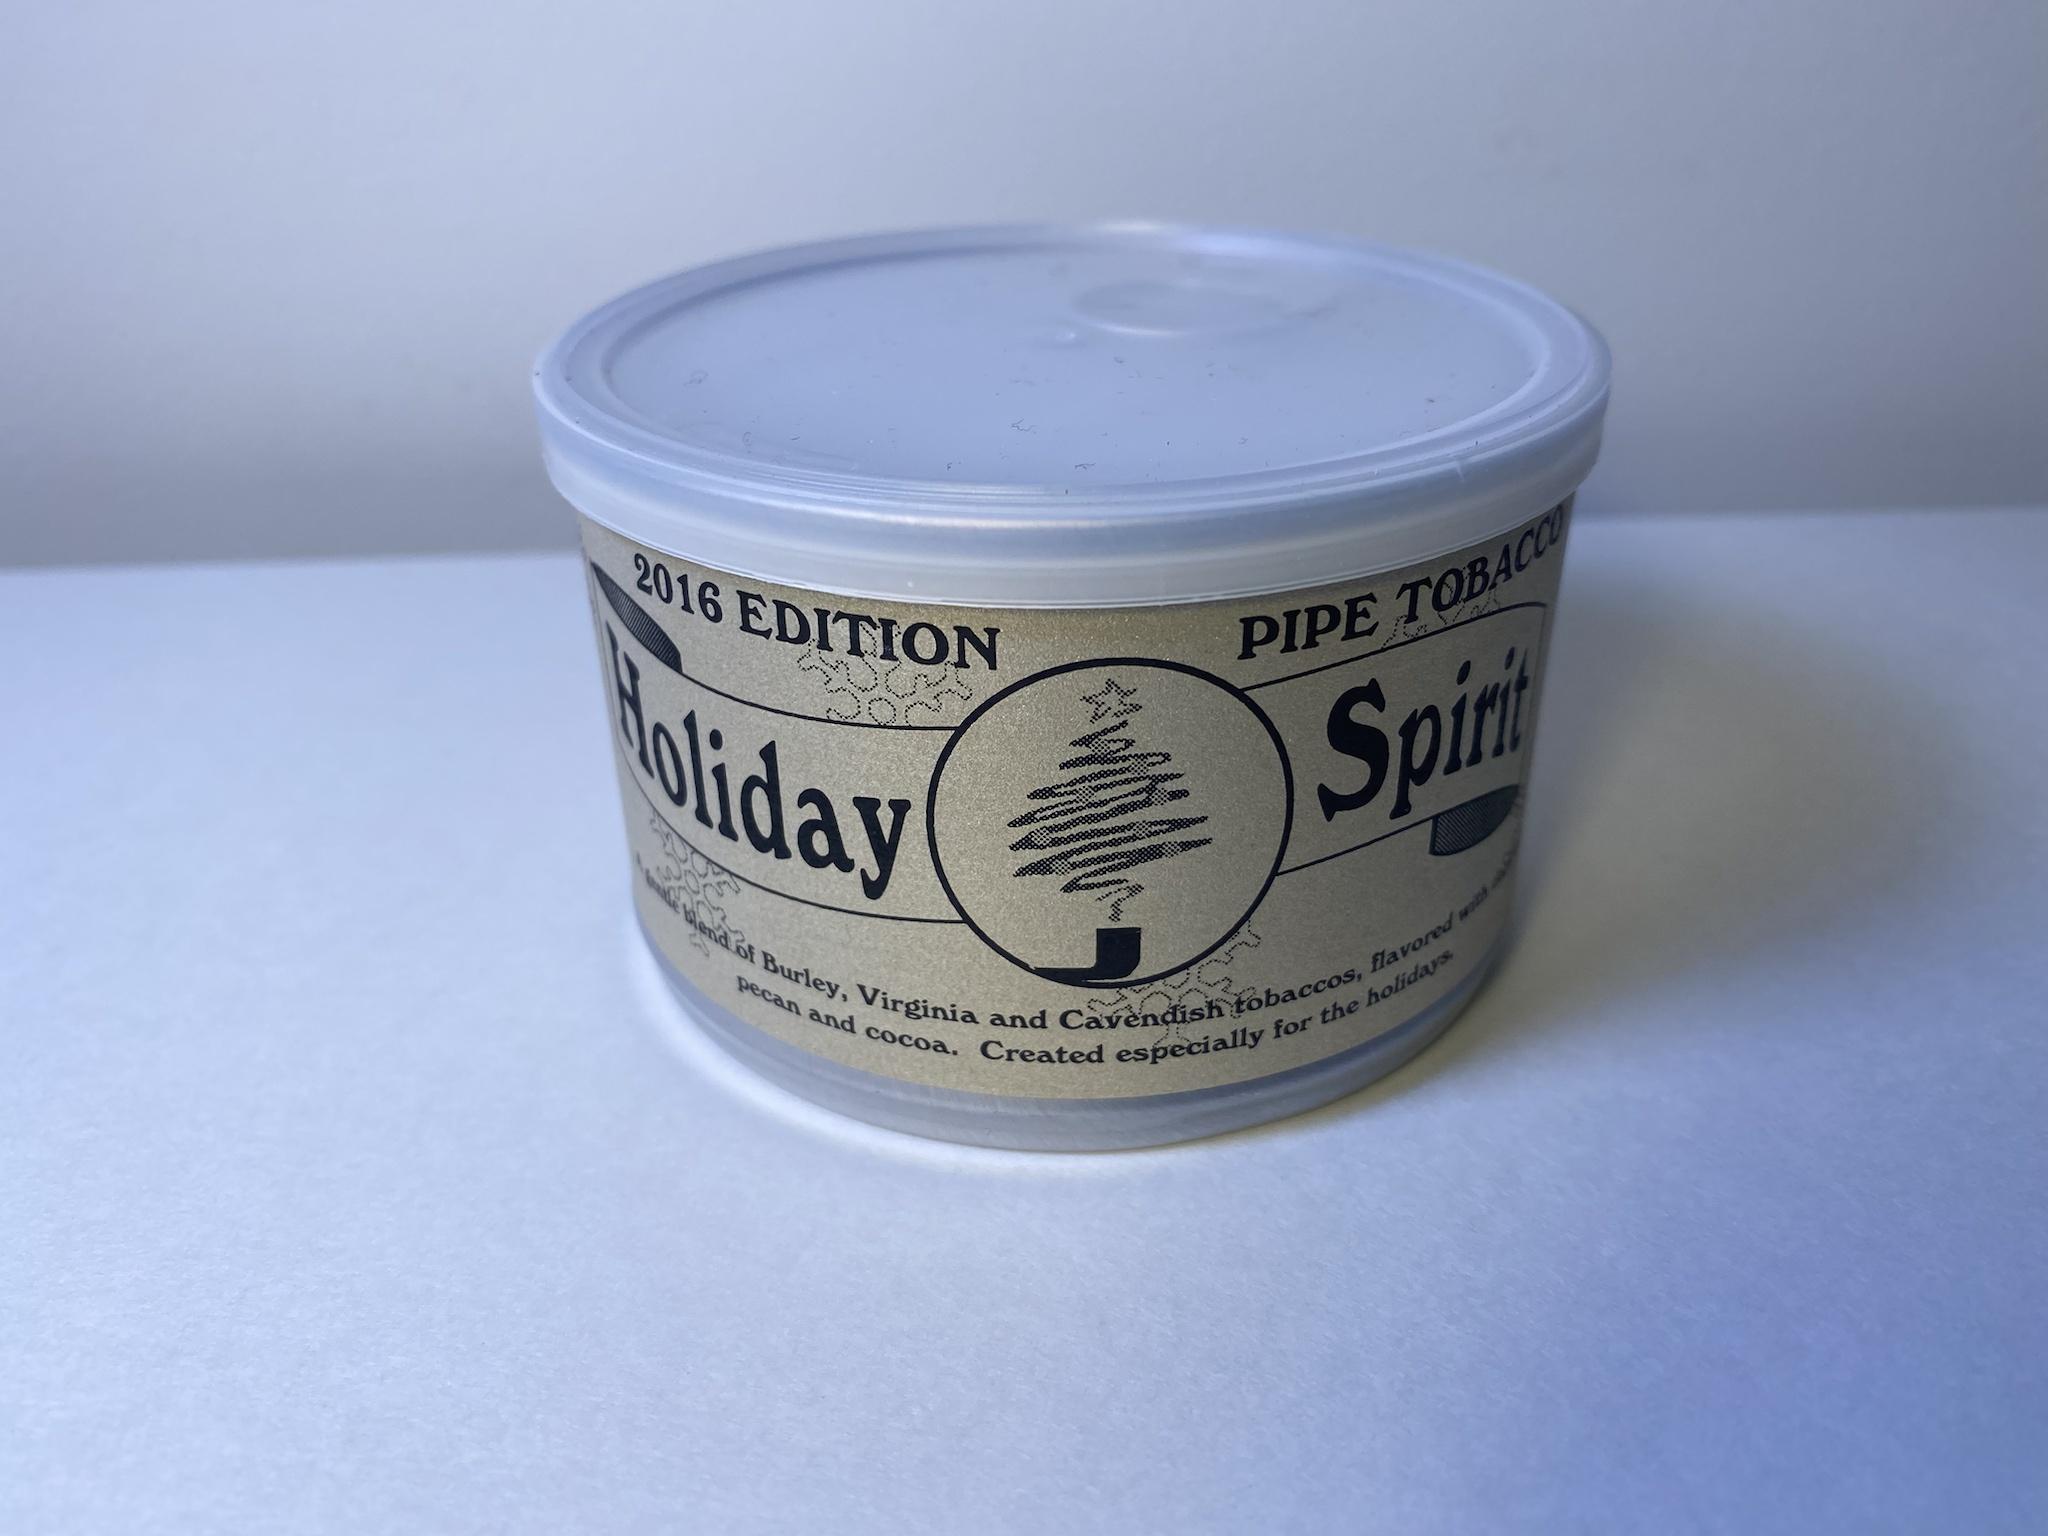 2016 EDITION
PIPE TOBACCO
Holiday Spirit
gentle blend of Burley, Virginia and Cavendish tobaccos, flavored with
pecan and cocoa. Created especially for the holidays.